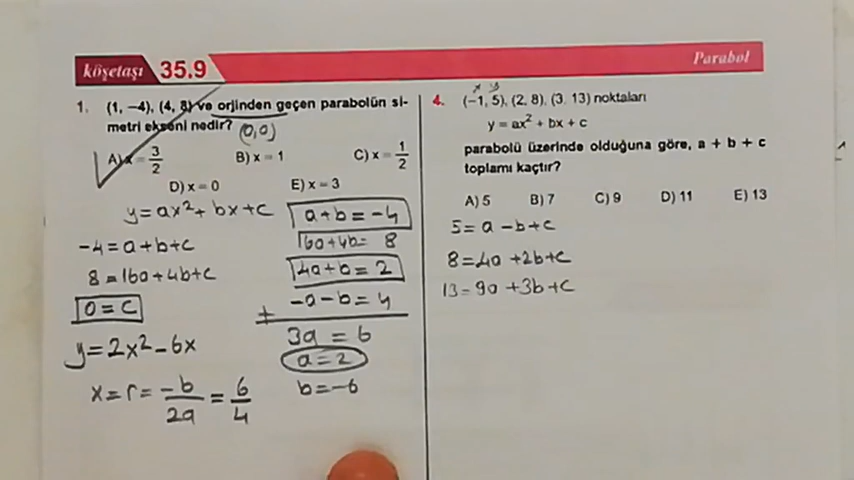 köşetaşı 35.9
Parabol
1. (1, −4), (4, 8) ve orjinden geçen parabolün si-
metri ekseni nedir?
(0,0)
A) x = 3/2 B) x = 1 C) x = 1/2
D) x = 0 E) x = 3
y = ax² + bx + c
-4 = a + b + c
8 = 16a + 4b + c
0 = c
y = 2x² - 6x
x = r = -b/2a = 6/4
a + b = -4
16a + 4b = 8
4a + b = 2
-a - b = 4
+
3a = 6
a = 2
b = -6
4. (−1, 5), (2, 8), (3, 13) noktaları
x y
y = ax² + bx + c
parabolü üzerinde olduğuna göre, a + b + c
toplamı kaçtır?
A) 5 B) 7 C) 9 D) 11 E) 13
5 = a - b + c
8 = 4a + 2b + c
13 = 9a + 3b + c